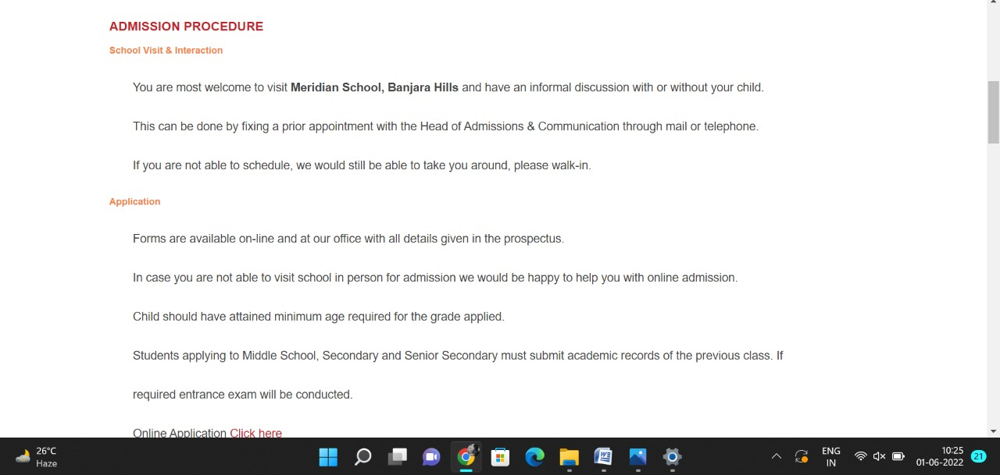 ADMISSION PROCEDURE
School Visit & Interaction
You are most welcome to visit Meridian School, Banjara Hills and have an informal discussion with or without your child.
This can be done by fixing a prior appointment with the Head of Admissions & Communication through mail or telephone.
If you are not able to schedule, we would still be able to take you around, please walk-in.
Application
Forms are available on-line and at our office with all details given in the prospectus.
In case you are not able to visit school in person for admission we would be happy to help you with online admission.
Child should have attained minimum age required for the grade applied.
Students applying to Middle School, Secondary and Senior Secondary must submit academic records of the previous class. If
required entrance exam will be conducted.
Online Application Click here
26°C
Haze
ENG
IN
10:25
01-06-2022
21